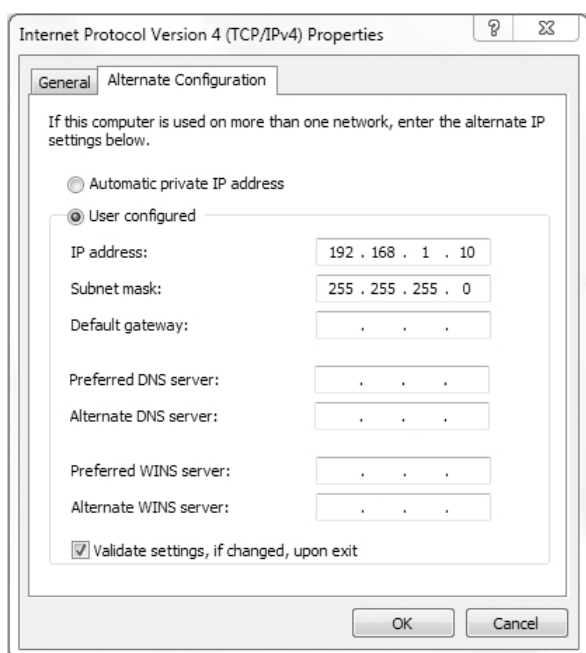 Internet Protocol Version 4 (TCP/IPv4) Properties
General
Alternate Configuration
If this computer is used on more than one network, enter the alternate IP
settings below.
Automatic private IP address
User configured
IP address: 192 . 168 . 1 . 10
Subnet mask: 255 . 255 . 255 . 0
Default gateway: . . .
Preferred DNS server: . . .
Alternate DNS server: . . .
Preferred WINS server: . . .
Alternate WINS server: . . .
Validate settings, if changed, upon exit
OK
Cancel